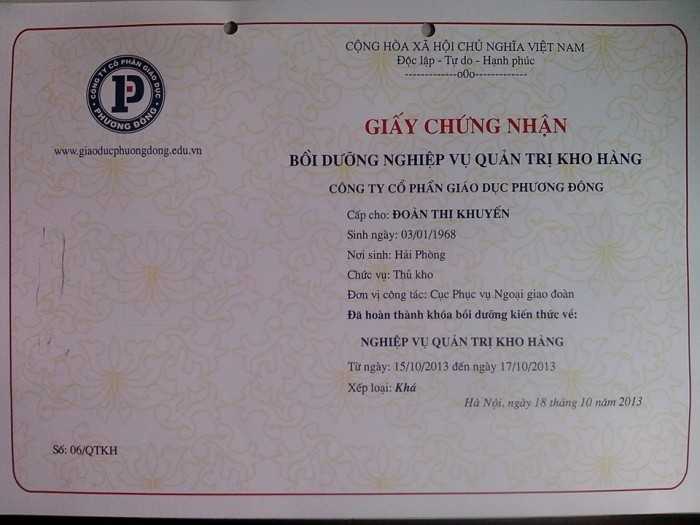 CỘNG HÒA XÃ HỘI CHỦ NGHĨA VIỆT NAM
Độc lập - Tự do - Hạnh phúc
-------------o0o-------------
CÔNG TY CỔ PHẦN GIÁO DỤC
PHƯƠNG ĐÔNG
www.giaoducphuongdong.edu.vn
GIẤY CHỨNG NHẬN
BỒI DƯỠNG NGHIỆP VỤ QUẢN TRỊ KHO HÀNG
CÔNG TY CỔ PHẦN GIÁO DỤC PHƯƠNG ĐÔNG
Cấp cho: ĐOÀN THỊ KHUYẾN
Sinh ngày: 03/01/1968
Nơi sinh: Hải Phòng
Chức vụ: Thủ kho
Đơn vị công tác: Cục Phục vụ Ngoại giao đoàn
Đã hoàn thành khóa bồi dưỡng kiến thức về:
NGHIỆP VỤ QUẢN TRỊ KHO HÀNG
Từ ngày: 15/10/2013 đến ngày 17/10/2013
Xếp loại: Khá
Hà Nội, ngày 18 tháng 10 năm 2013
Số: 06/QTKH